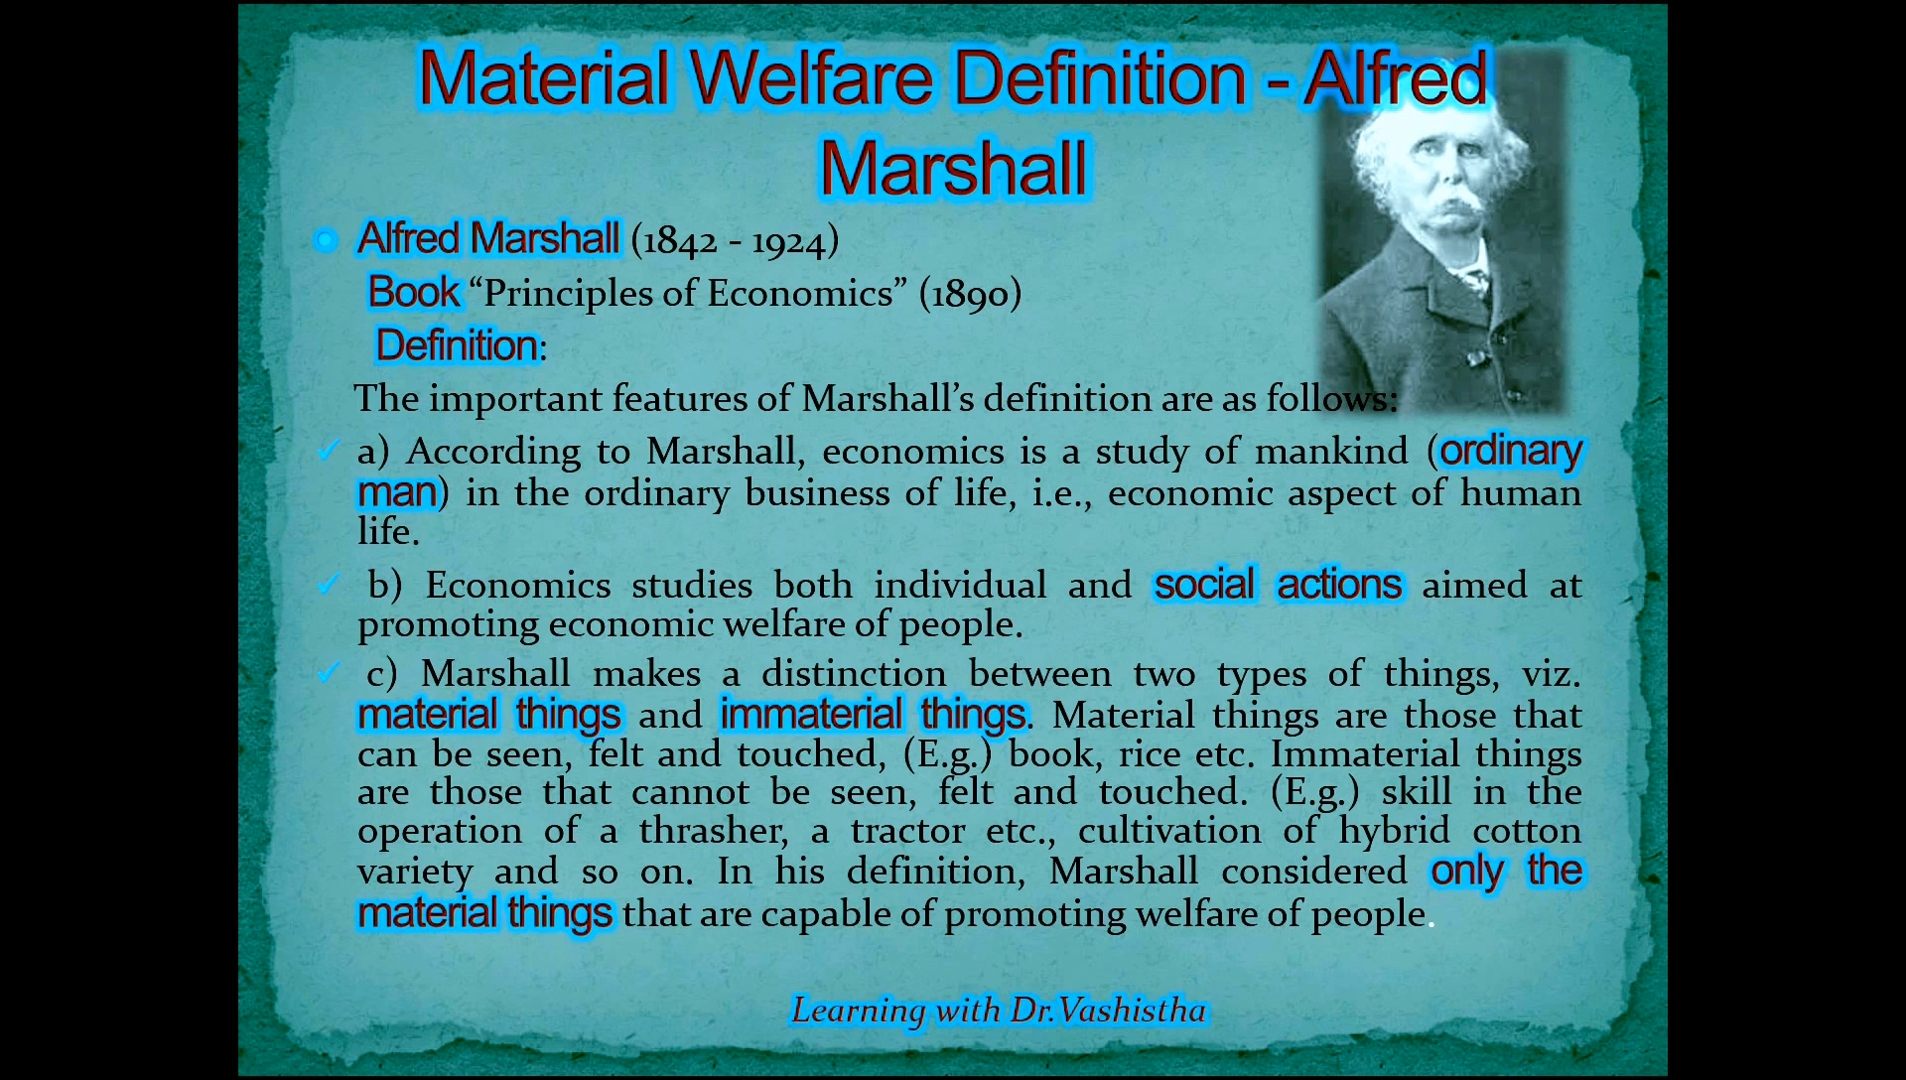 Material Welfare Definition - Alfred
Marshall
Alfred Marshall (1842 - 1924)
Book “Principles of Economics” (1890)
Definition:
The important features of Marshall’s definition are as follows:
a) According to Marshall, economics is a study of mankind (ordinary
man) in the ordinary business of life, i.e., economic aspect of human
life.
b) Economics studies both individual and social actions aimed at
promoting economic welfare of people.
c) Marshall makes a distinction between two types of things, viz.
material things and immaterial things. Material things are those that
can be seen, felt and touched, (E.g.) book, rice etc. Immaterial things
are those that cannot be seen, felt and touched. (E.g.) skill in the
operation of a thrasher, a tractor etc., cultivation of hybrid cotton
variety and so on. In his definition, Marshall considered only the
material things that are capable of promoting welfare of people.
Learning with Dr.Vashistha